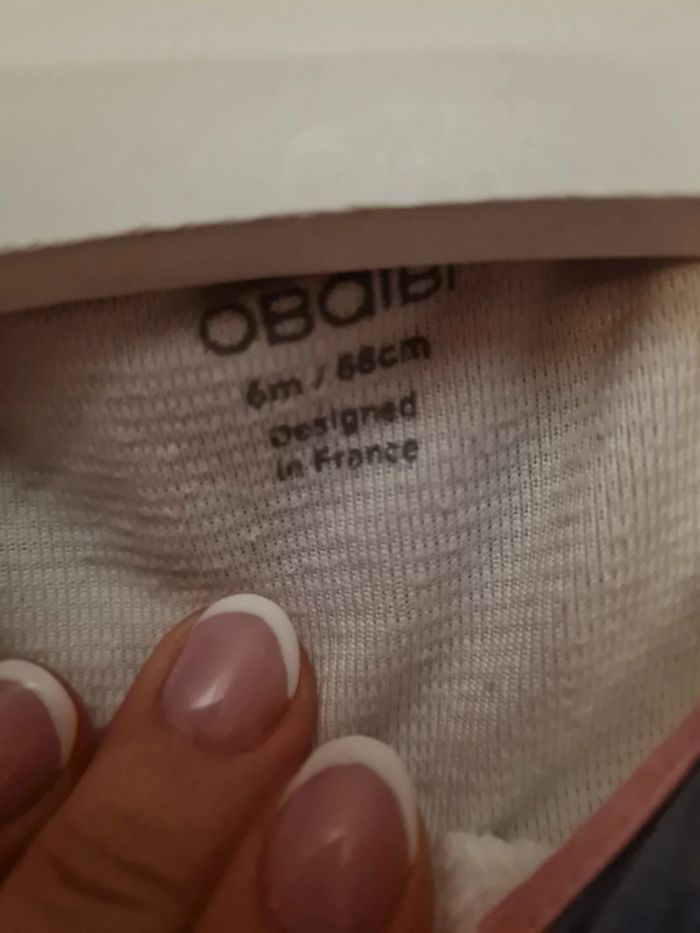 OBaIBI
6m / 68cm
Designed
in France